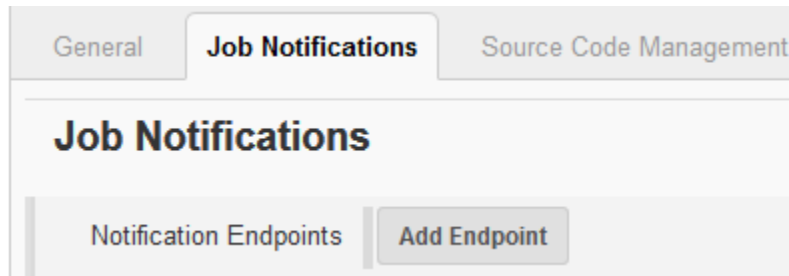 General Job Notifications Source Code Management
Job Notifications
Notification Endpoints Add Endpoint